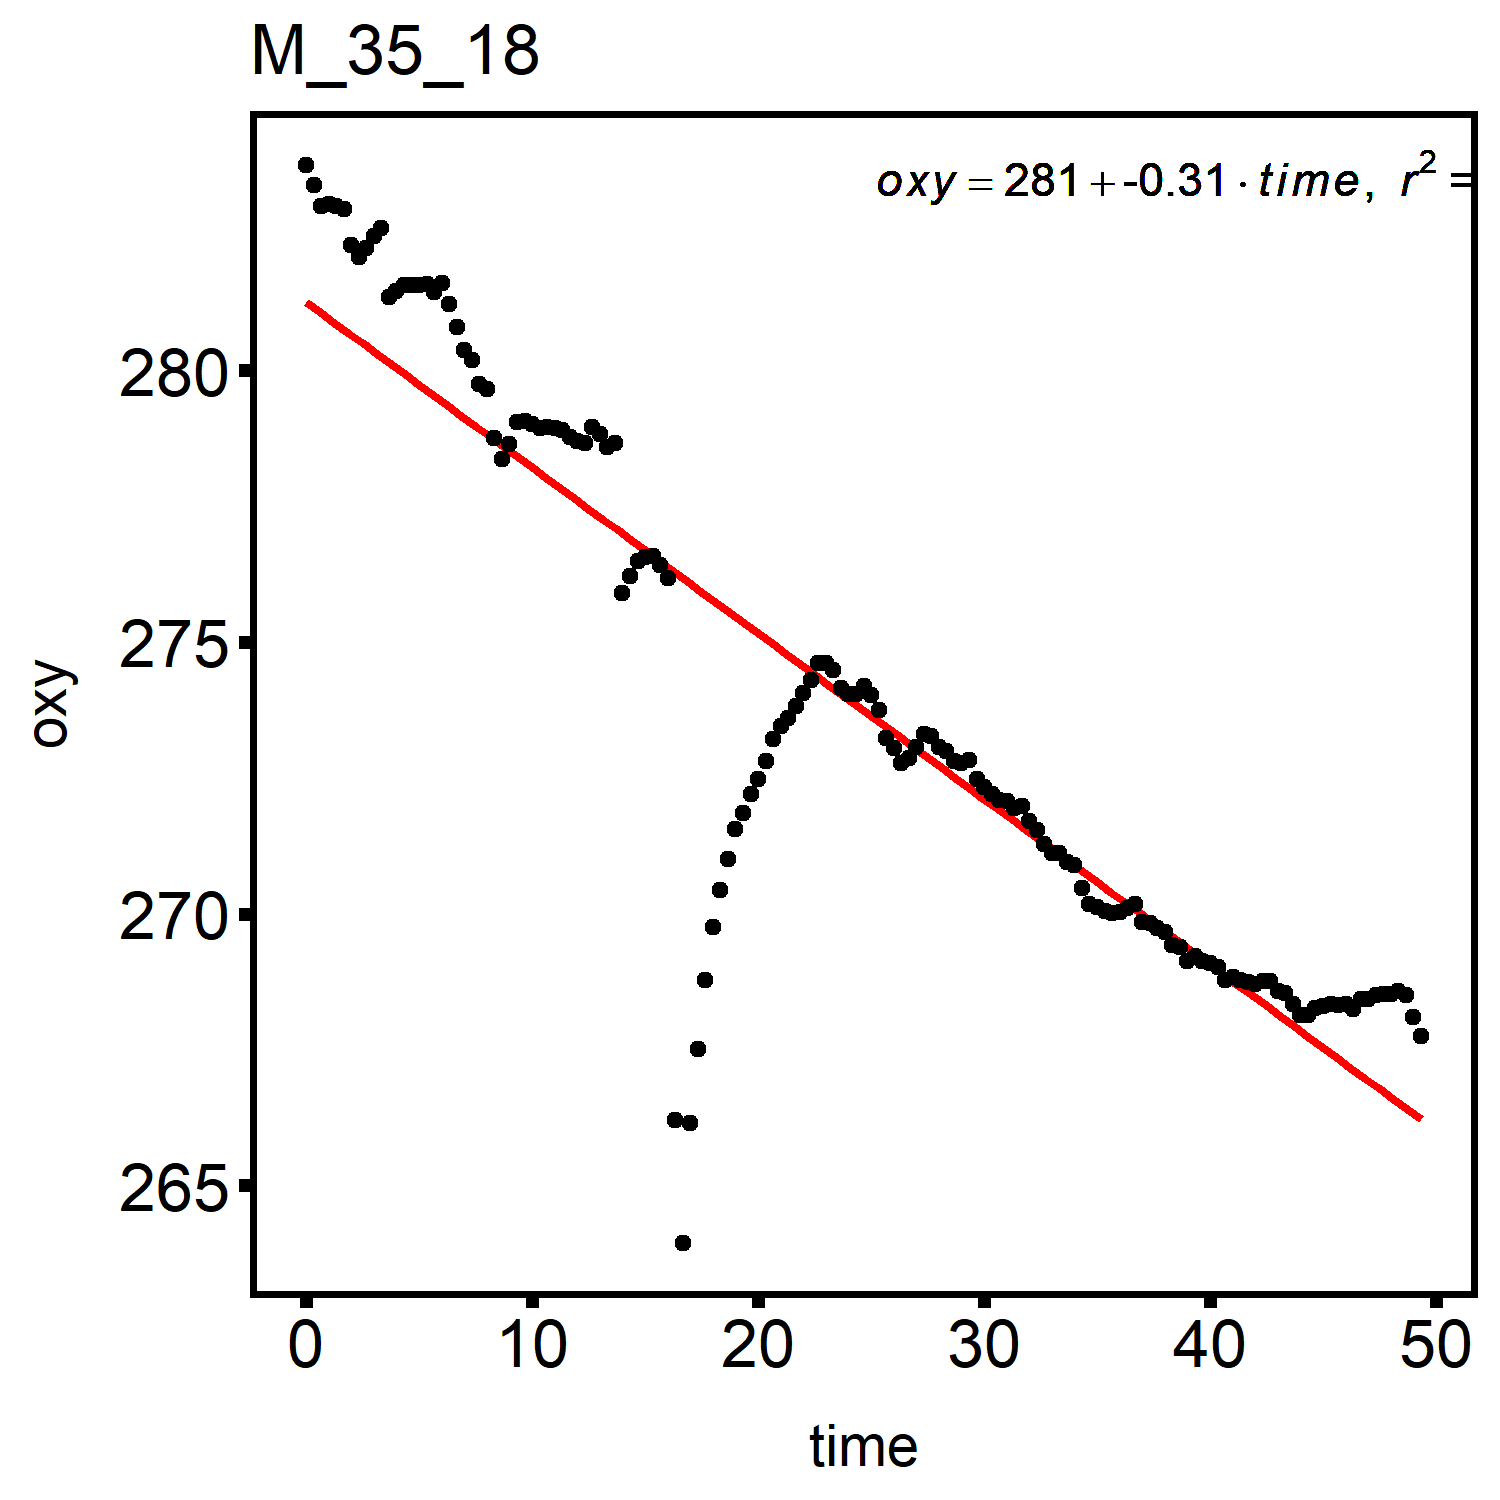 M_35_18
oxy = 281 + -0.31 · time, r² =
280
275
270
265
oxy
0 10 20 30 40 50
time